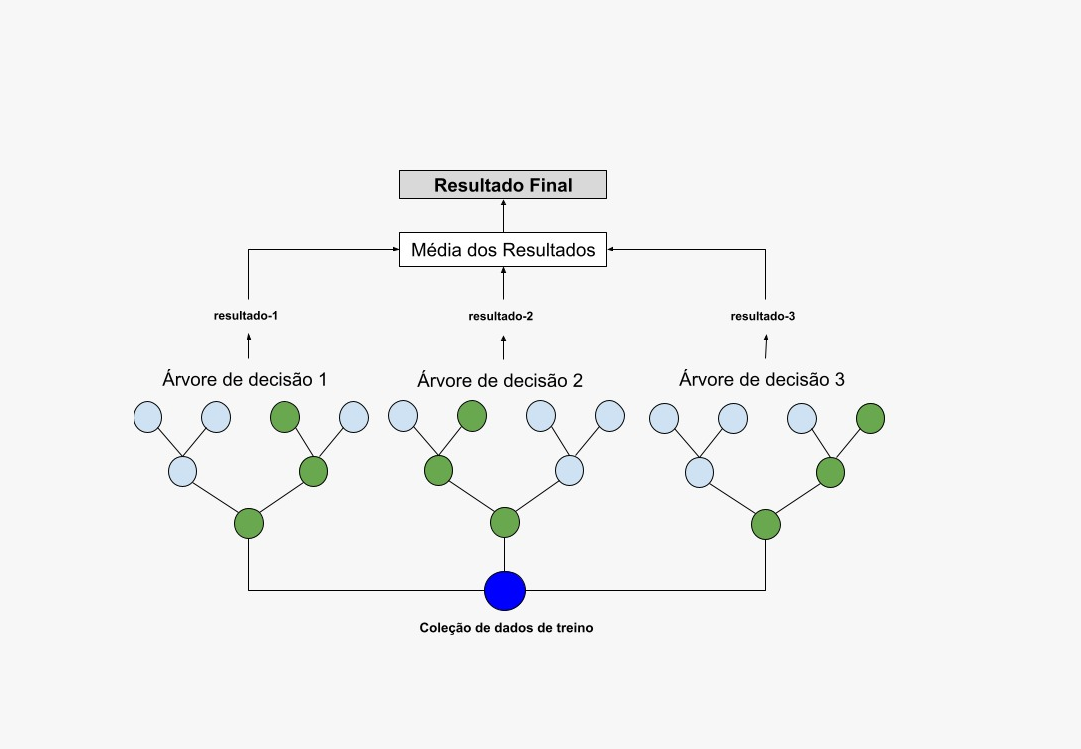 Resultado Final
Média dos Resultados
resultado-1
resultado-2
resultado-3
Árvore de decisão 1
Árvore de decisão 2
Árvore de decisão 3
Coleção de dados de treino